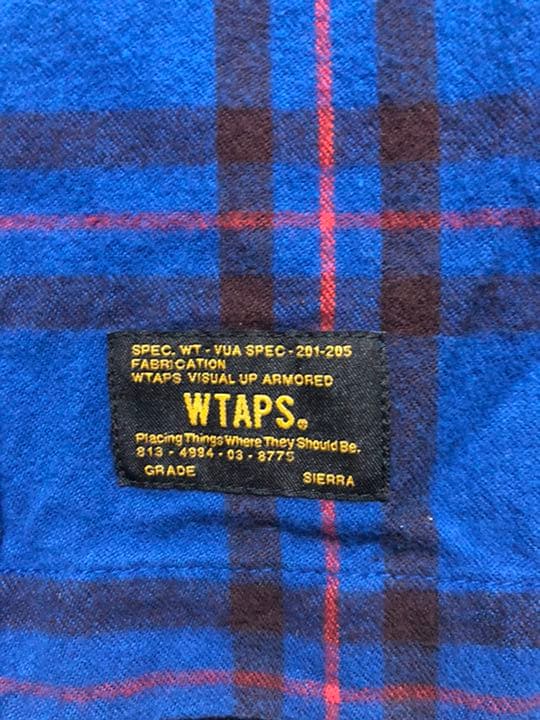 SPEC. WT - VUA SPEC - 201-205
FABRICATION
WTAPS VISUAL UP ARMORED
WTAPS®
Placing Things Where They Should Be.
813 - 4994 - 03 - 8775
GRADE SIERRA